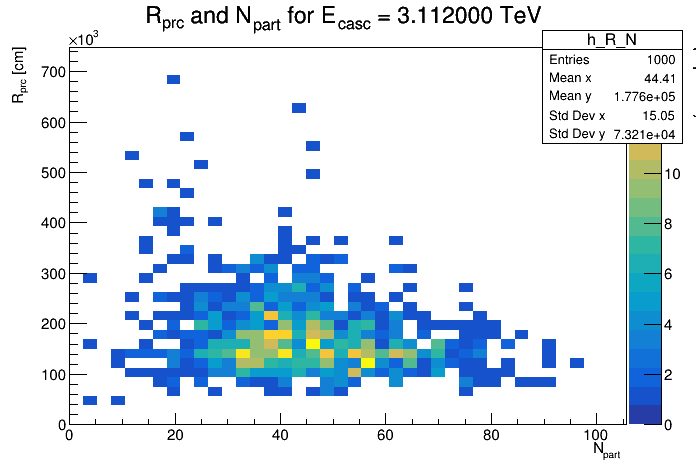 R_prc and N_part for E_casc = 3.112000 TeV
×10³
R_prc [cm]
h_R_N
Entries 1000
Mean x 44.41
Mean y 1.776e+05
Std Dev x 15.05
Std Dev y 7.321e+04
700
600
500
400
300
200
100
0
10
8
6
4
2
0
0 20 40 60 80 100
N_part